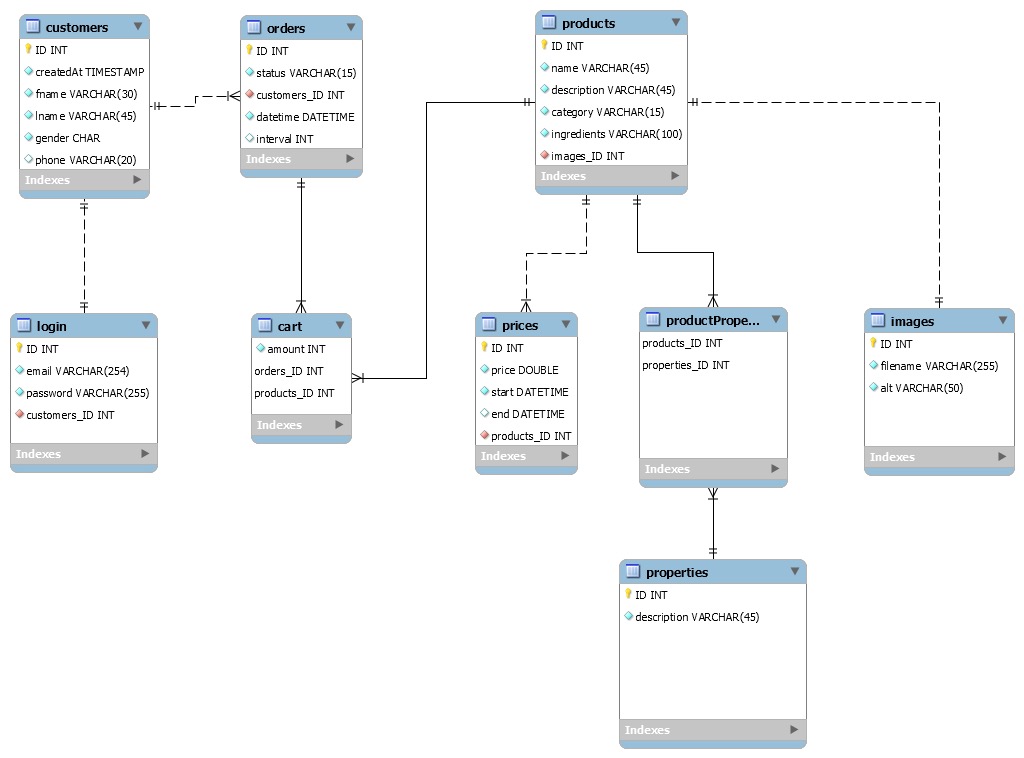 customers
ID INT
createdAt TIMESTAMP
fname VARCHAR(30)
lname VARCHAR(45)
gender CHAR
phone VARCHAR(20)
Indexes
orders
ID INT
status VARCHAR(15)
customers_ID INT
datetime DATETIME
interval INT
Indexes
products
ID INT
name VARCHAR(45)
description VARCHAR(45)
category VARCHAR(15)
ingredients VARCHAR(100)
images_ID INT
Indexes
login
ID INT
email VARCHAR(254)
password VARCHAR(255)
customers_ID INT
Indexes
cart
amount INT
orders_ID INT
products_ID INT
Indexes
prices
ID INT
price DOUBLE
start DATETIME
end DATETIME
products_ID INT
Indexes
productPrope...
products_ID INT
properties_ID INT
Indexes
images
ID INT
filename VARCHAR(255)
alt VARCHAR(50)
Indexes
properties
ID INT
description VARCHAR(45)
Indexes